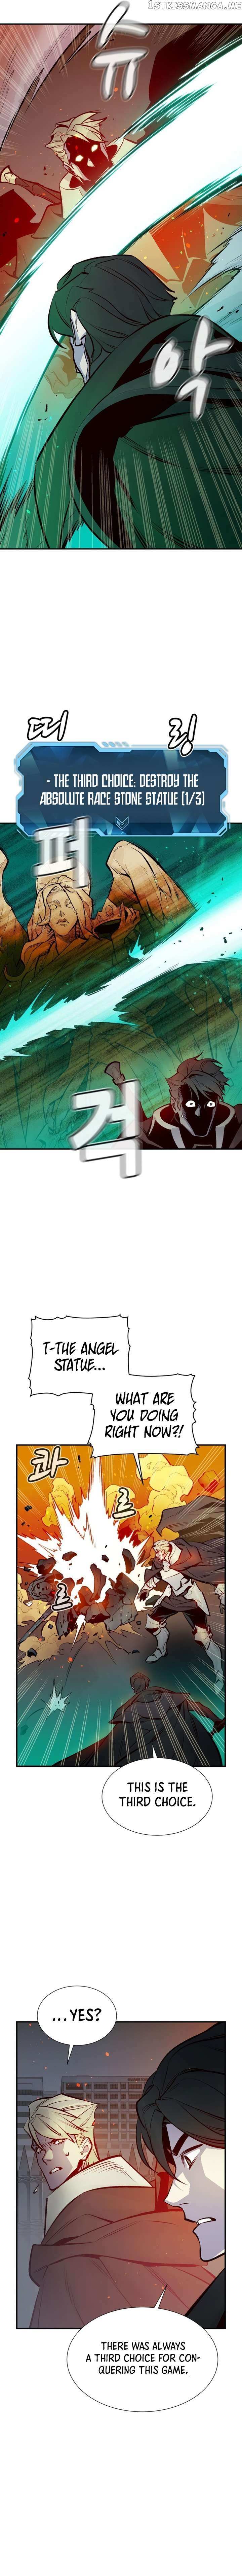 1STKISSMANGA.ME
슈
악
띠
링
- THE THIRD CHOICE: DESTROY THE
ABSOLUTE RACE STONE STATUE [1/3]
퍼
걱
T-THE ANGEL
STATUE...
WHAT ARE
YOU DOING
RIGHT NOW?!
콰
르
르
THIS IS THE
THIRD CHOICE.
...YES?
THERE WAS ALWAYS
A THIRD CHOICE FOR CON-
QUERING THIS GAME.